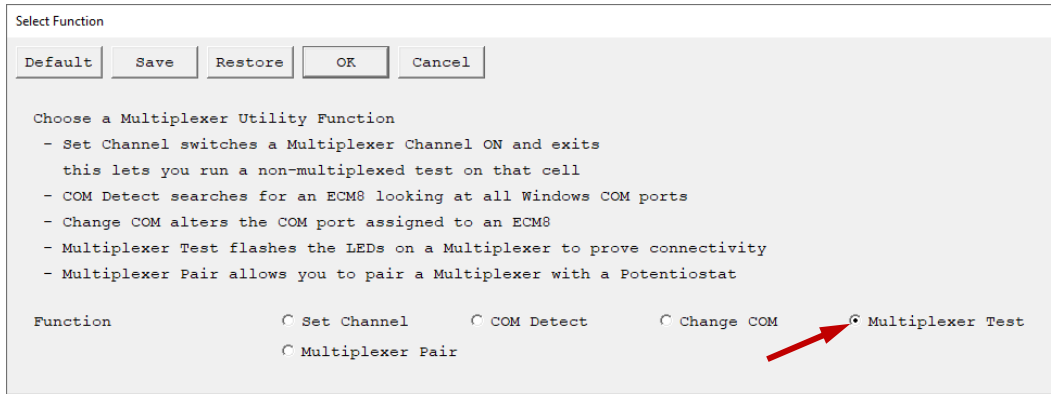 Select Function
Default Save Restore OK Cancel
Choose a Multiplexer Utility Function
- Set Channel switches a Multiplexer Channel ON and exits
this lets you run a non-multiplexed test on that cell
- COM Detect searches for an ECM8 looking at all Windows COM ports
- Change COM alters the COM port assigned to an ECM8
- Multiplexer Test flashes the LEDs on a Multiplexer to prove connectivity
- Multiplexer Pair allows you to pair a Multiplexer with a Potentiostat
Function Set Channel COM Detect Change COM Multiplexer Test
Multiplexer Pair